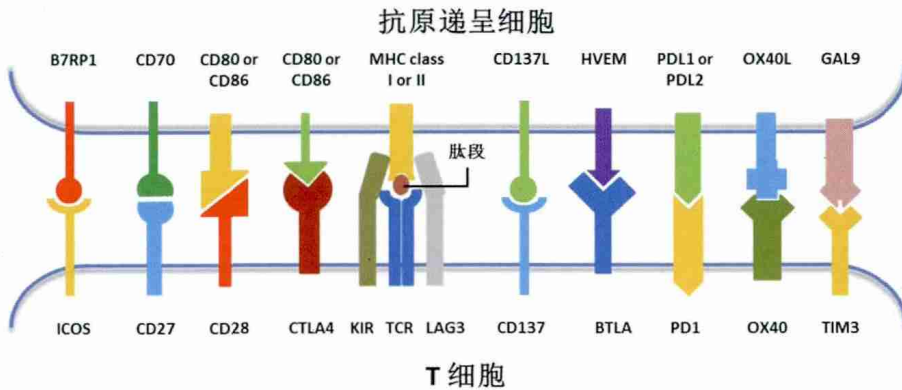 抗原递呈细胞
B7RP1 CD70 CD80 or CD86 CD80 or CD86 MHC class I or II CD137L HVEM PDL1 or PDL2 OX40L GAL9
肽段
ICOS CD27 CD28 CTLA4 KIR TCR LAG3 CD137 BTLA PD1 OX40 TIM3
T 细胞